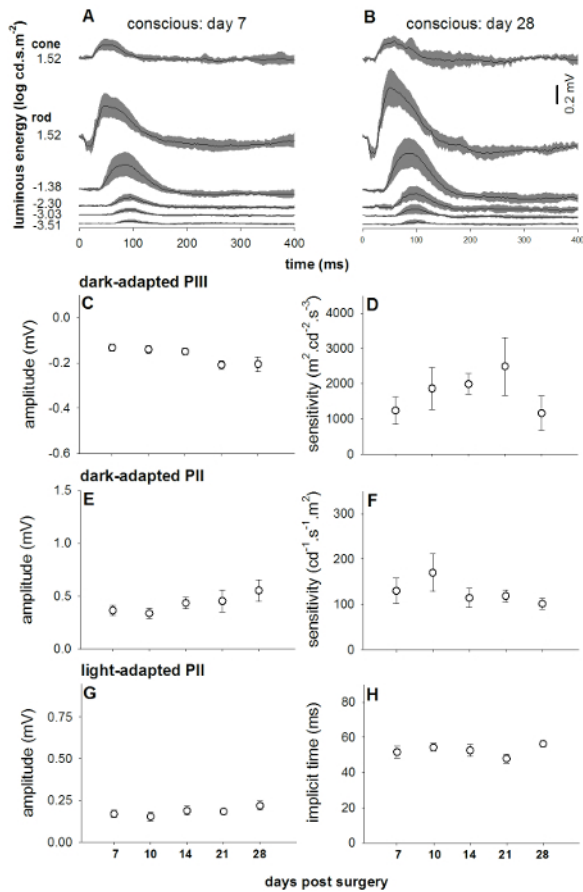 A conscious: day 7
B conscious: day 28
luminous energy (log cd.s.m²)
cone
1.52
rod
1.52
-1.38
-2.30
-3.03
-3.51
0.2 mV
0 100 200 300 400
0 100 200 300 400
time (ms)
dark-adapted PIII
C
amplitude (mV)
0.0
-0.2
-0.4
-0.6
D
sensitivity (m².cd⁻².s⁻³)
5000
4000
3000
2000
1000
0
dark-adapted PII
E
amplitude (mV)
1.5
1.0
0.5
0.0
F
sensitivity (cd⁻¹.s⁻¹.m²)
300
200
100
0
light-adapted PII
G
amplitude (mV)
0.75
0.50
0.25
0.00
7 10 14 21 28
H
implicit time (ms)
80
60
40
20
0
7 10 14 21 28
days post surgery